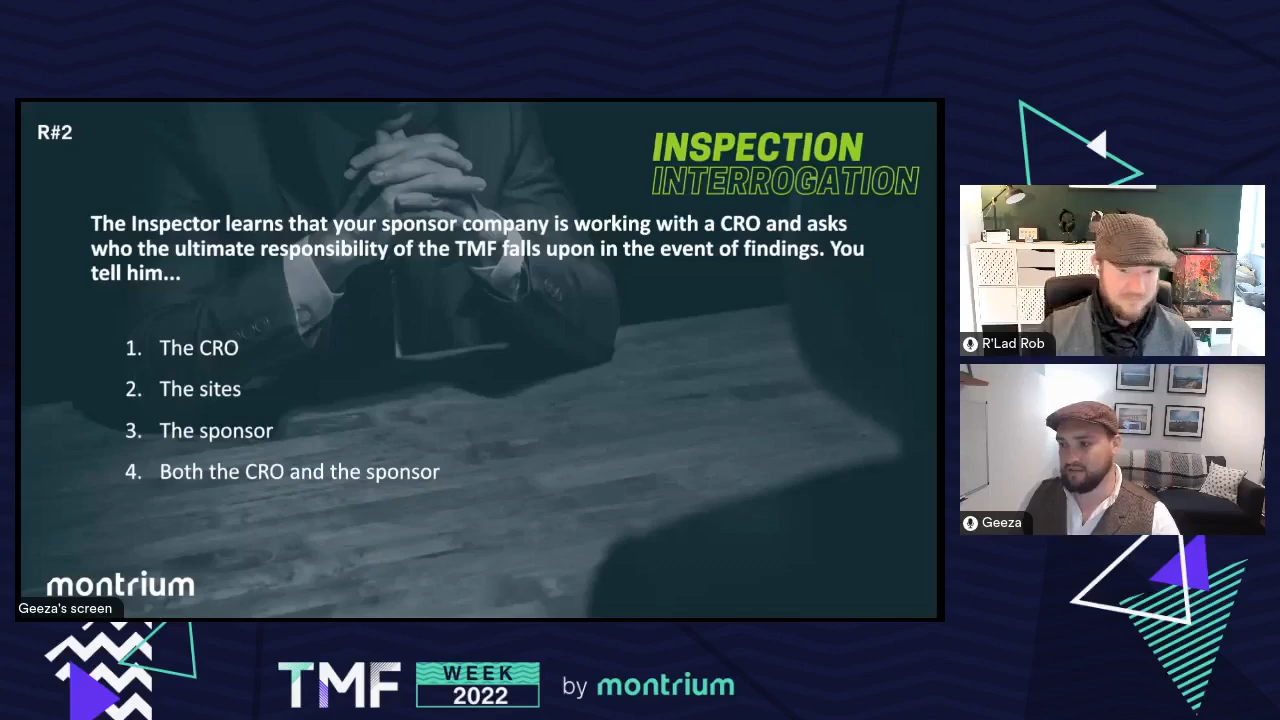 R#2
INSPECTION
INTERROGATION
The Inspector learns that your sponsor company is working with a CRO and asks
who the ultimate responsibility of the TMF falls upon in the event of findings. You
tell him...
1. The CRO
2. The sites
3. The sponsor
4. Both the CRO and the sponsor
montrium
Geeza's screen
R'Lad Rob
Geeza
TMF WEEK 2022 by montrium